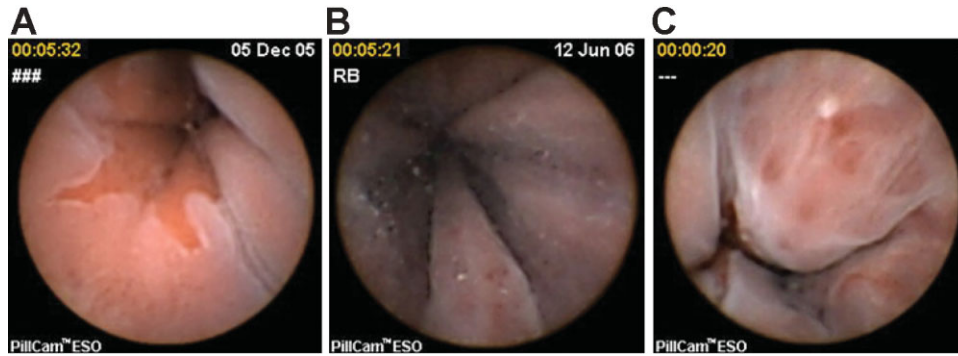 A
00:05:32 05 Dec 05
###
PillCam™ESO
B
00:05:21 12 Jun 06
RB
PillCam™ESO
C
00:00:20
---
PillCam™ESO